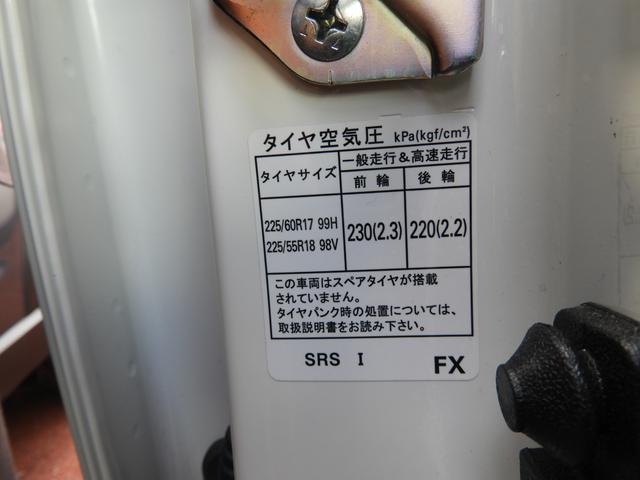 タイヤ空気圧 kPa(kgf/cm²)
タイヤサイズ 一般走行＆高速走行
前輪 後輪
225/60R17 99H
225/55R18 98V
230(2.3) 220(2.2)
この車両はスペアタイヤが搭載
されていません。
タイヤパンク時の処置については、
取扱説明書をお読み下さい。
SRS I FX